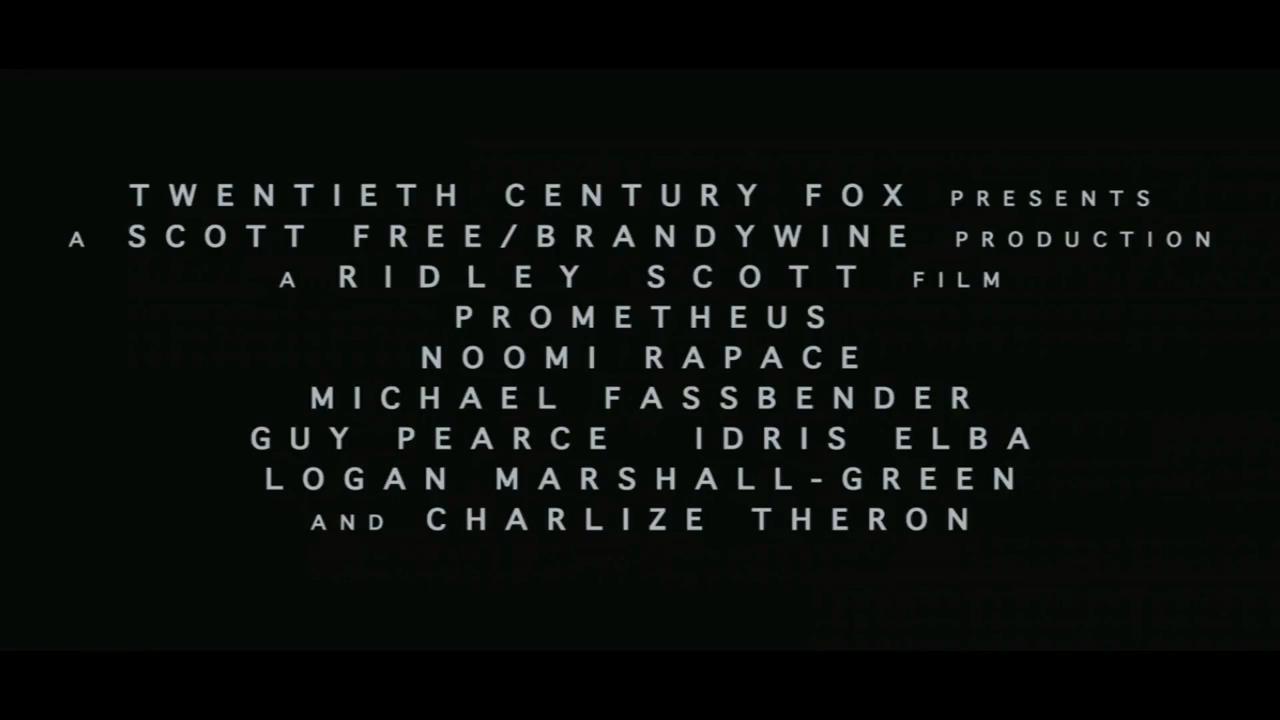 TWENTIETH CENTURY FOX PRESENTS
A SCOTT FREE/BRANDYWINE PRODUCTION
A RIDLEY SCOTT FILM
PROMETHEUS
NOOMI RAPACE
MICHAEL FASSBENDER
GUY PEARCE IDRIS ELBA
LOGAN MARSHALL-GREEN
AND CHARLIZE THERON